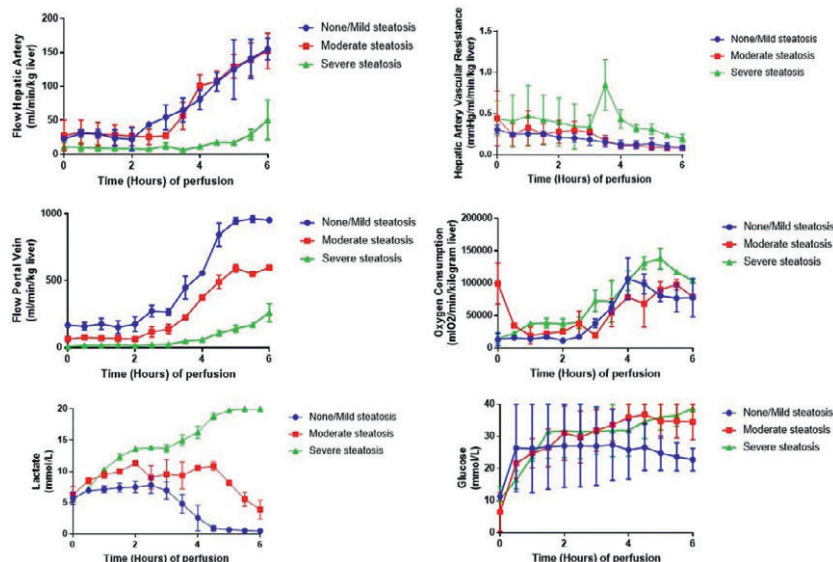 Flow Hepatic Artery
(ml/min/kg liver)
200
150
100
50
0
0
2
4
6
Time (Hours) of perfusion
None/Mild steatosis
Moderate steatosis
Severe steatosis
Hepatic Artery Vascular Resistance
(mmHg/ml/min/kg liver)
1.5
1.0
0.5
0.0
0
2
4
6
Time (Hours) of perfusion
None/Mild steatosis
Moderate steatosis
Severe steatosis
Flow Portal Vein
(ml/min/kg liver)
1000
500
0
0
2
4
6
Time (Hours) of perfusion
None/Mild steatosis
Moderate steatosis
Severe steatosis
Oxygen Consumption
(mlO2/min/kilogram liver)
200000
150000
100000
50000
0
0
2
4
6
Time (Hours) of perfusion
None/Mild steatosis
Moderate steatosis
Severe steatosis
Lactate
(mmol/L)
20
15
10
5
0
0
2
4
6
Time (Hours) of perfusion
None/Mild steatosis
Moderate steatosis
Severe steatosis
Glucose
(mmol/L)
40
30
20
10
0
0
2
4
6
Time (Hours) of perfusion
None/Mild steatosis
Moderate steatosis
Severe steatosis